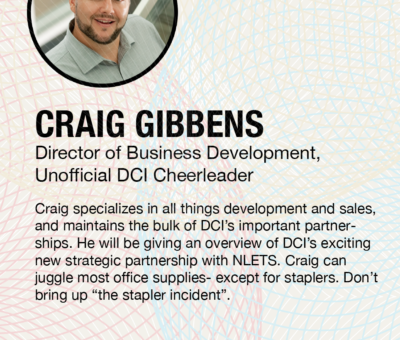 CRAIG GIBBENS
Director of Business Development,
Unofficial DCI Cheerleader
Craig specializes in all things development and sales,
and maintains the bulk of DCI's important partner-
ships. He will be giving an overview of DCI's exciting
new strategic partnership with NLETS. Craig can
juggle most office supplies- except for staplers. Don't
bring up “the stapler incident”.